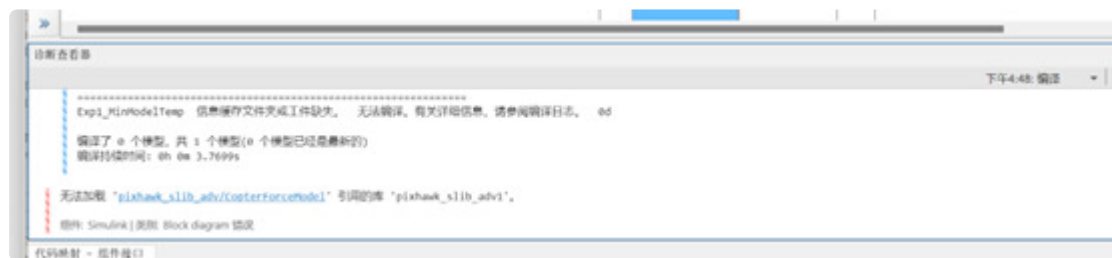 诊断查看器
下午4:48: 编译
================================================================
Exp1_MinModelTemp 信息缓存文件夹或工件缺失。 无法编译。有关详细信息，请参阅编译日志。 0d
编译了 0 个模型，共 1 个模型(0 个模型已经是最新的)
编译持续时间: 0h 0m 3.7699s
无法加载 'pixhawk_slib_adv/CopterForceModel' 引用的库 'pixhawk_slib_adv1'。
组件: Simulink | 类别: Block diagram 错误
代码映射 - 组件接口